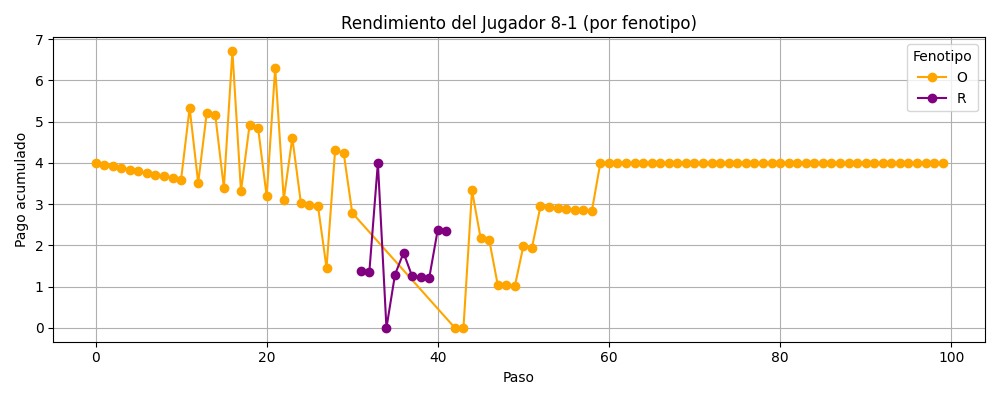 Rendimiento del Jugador 8-1 (por fenotipo)
7
6
5
4
3
2
1
0
Pago acumulado
Fenotipo
O
R
0 20 40 60 80 100
Paso